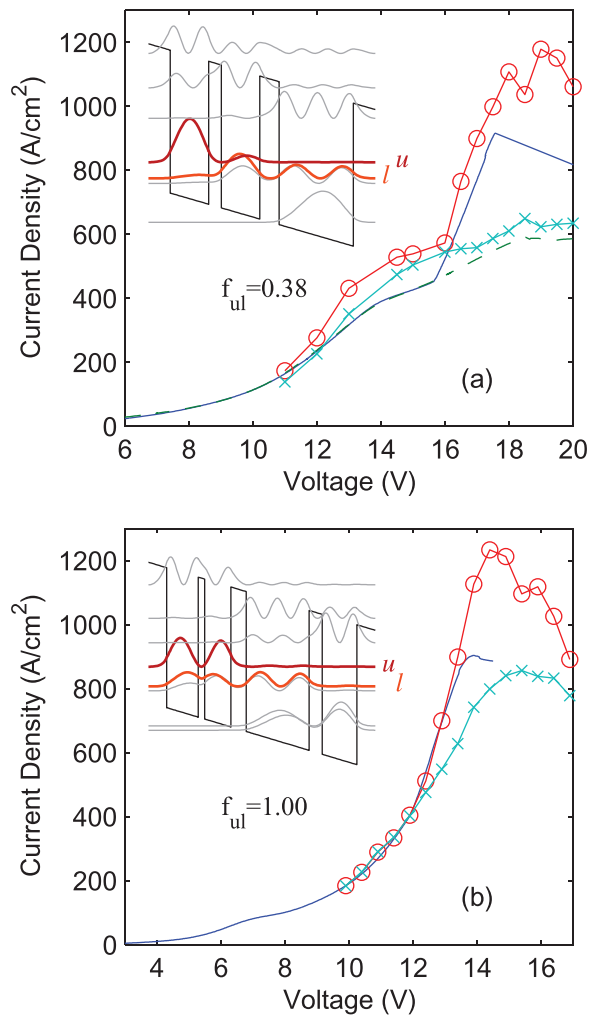 1200
1000
800
600
400
200
0
Current Density (A/cm²)
u
l
f_ul=0.38
(a)
6 8 10 12 14 16 18 20
Voltage (V)
1200
1000
800
600
400
200
0
Current Density (A/cm²)
u l
f_ul=1.00
(b)
4 6 8 10 12 14 16
Voltage (V)